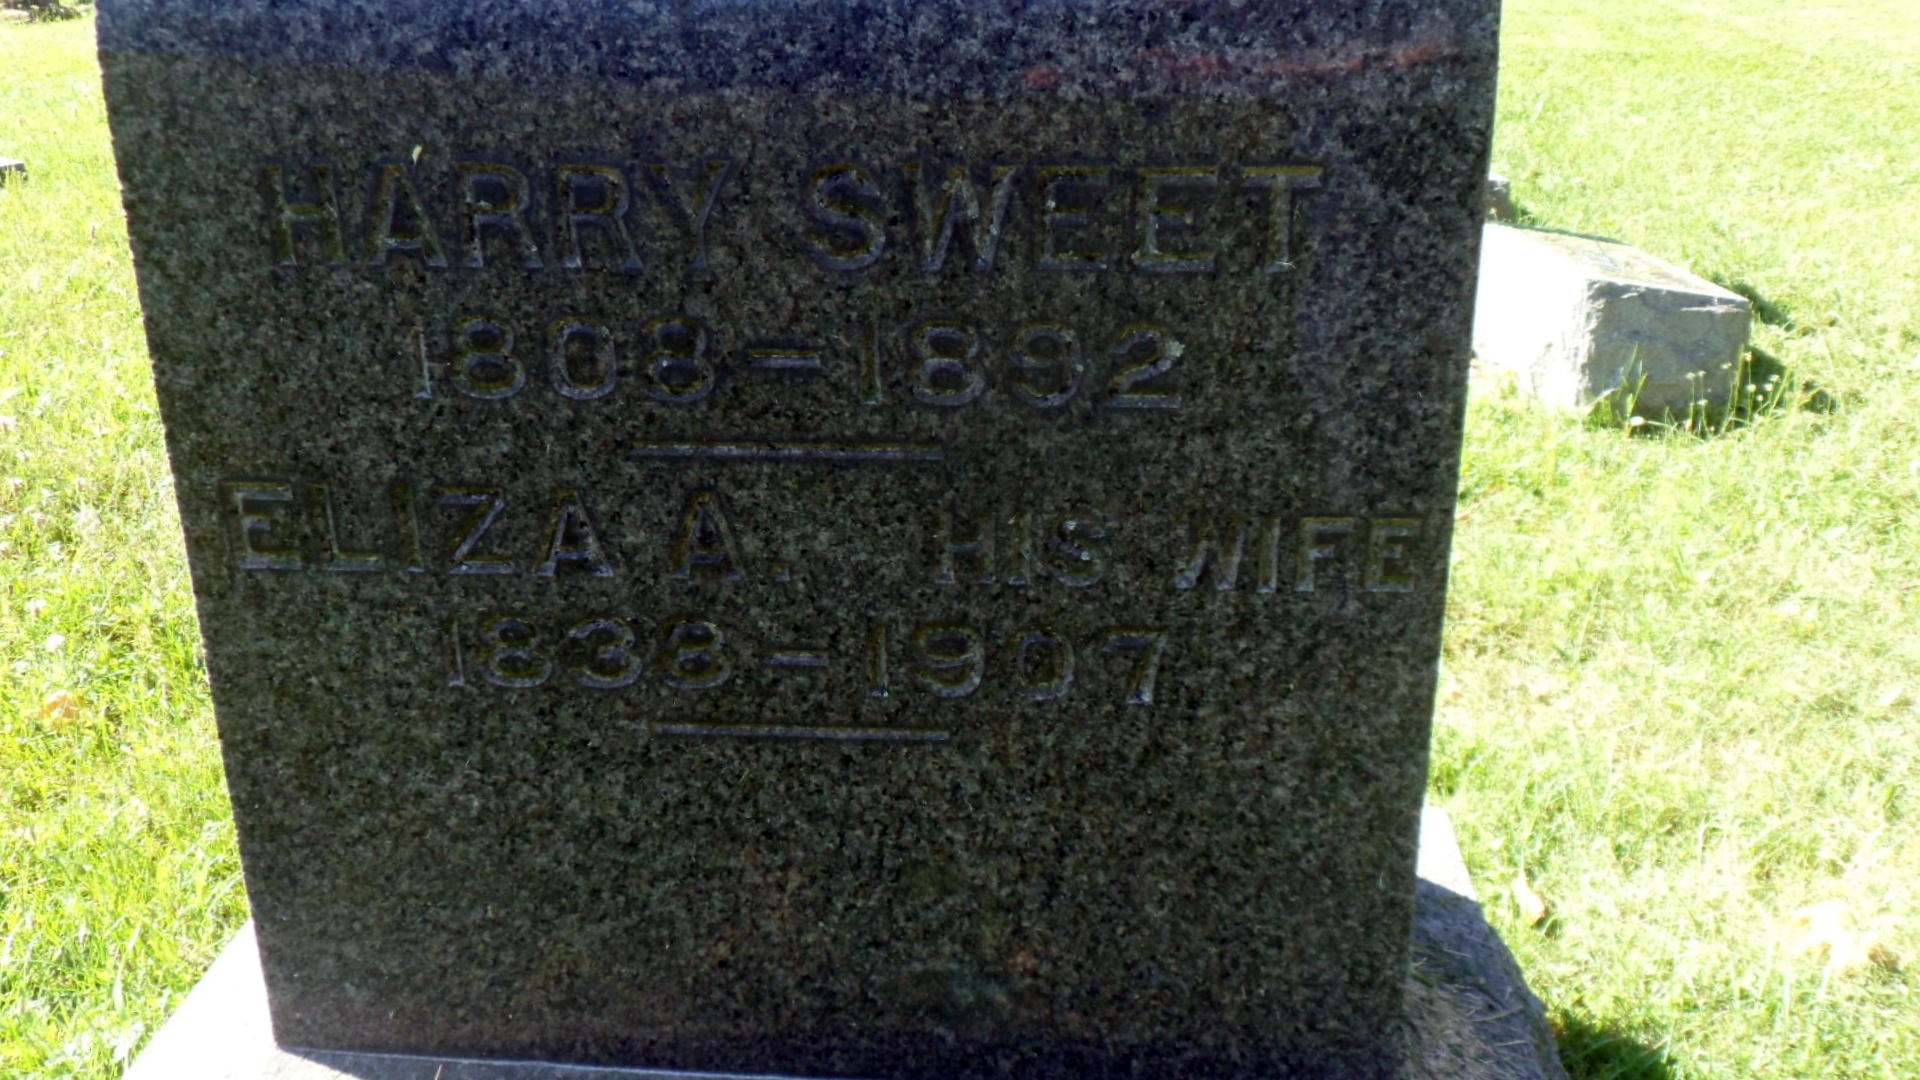 HARRY SWEET
1808-1892
ELIZA A. HIS WIFE
1838-1907